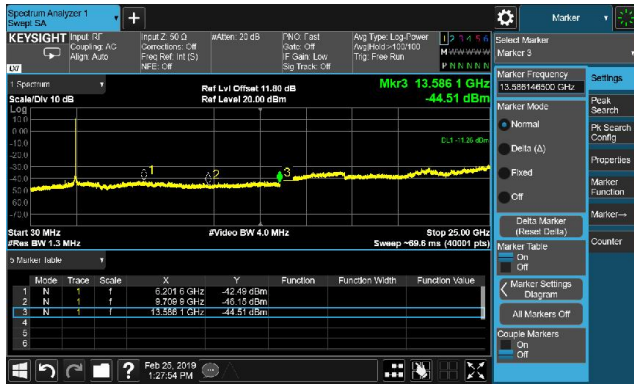 Spectrum Analyzer 1
Swept SA
+
Marker
KEYSIGHT
Input: RF
Coupling: AC
Align: Auto
Input Z: 50 Ω
Corrections: Off
Freq Ref: Int (S)
NFE: Off
#Atten: 20 dB
PNO: Fast
Gate: Off
IF Gain: Low
Sig Track: Off
Avg Type: Log-Power
Avg|Hold:>100/100
Trig: Free Run
1 2 3 4 5 6
M W W W W W
P N N N N N
Select Marker
Marker 3
1 Spectrum
Scale/Div 10 dB
Ref Lvl Offset 11.80 dB
Ref Level 20.00 dBm
Mkr3 13.586 1 GHz
-44.51 dBm
Log
10.0
0.00
-10.0
-20.0
-30.0
-40.0
-50.0
-60.0
-70.0
DL1 -11.26 dBm
1
2
3
Start 30 MHz
#Res BW 1.3 MHz
#Video BW 4.0 MHz
Stop 25.00 GHz
Sweep ~69.6 ms (40001 pts)
5 Marker Table
Mode Trace Scale X Y Function Function Width Function Value
1 N 1 f 6.201 6 GHz -42.49 dBm
2 N 1 f 9.709 9 GHz -46.15 dBm
3 N 1 f 13.586 1 GHz -44.51 dBm
4
5
6
Marker Frequency
13.586146500 GHz
Marker Mode
Normal
Delta (Δ)
Fixed
Off
Delta Marker
(Reset Delta)
Marker Table
On
Off
Marker Settings
Diagram
All Markers Off
Couple Markers
On
Off
Settings
Peak
Search
Pk Search
Config
Properties
Marker
Function
Marker→
Counter
?
Feb 25, 2019
1:27:54 PM